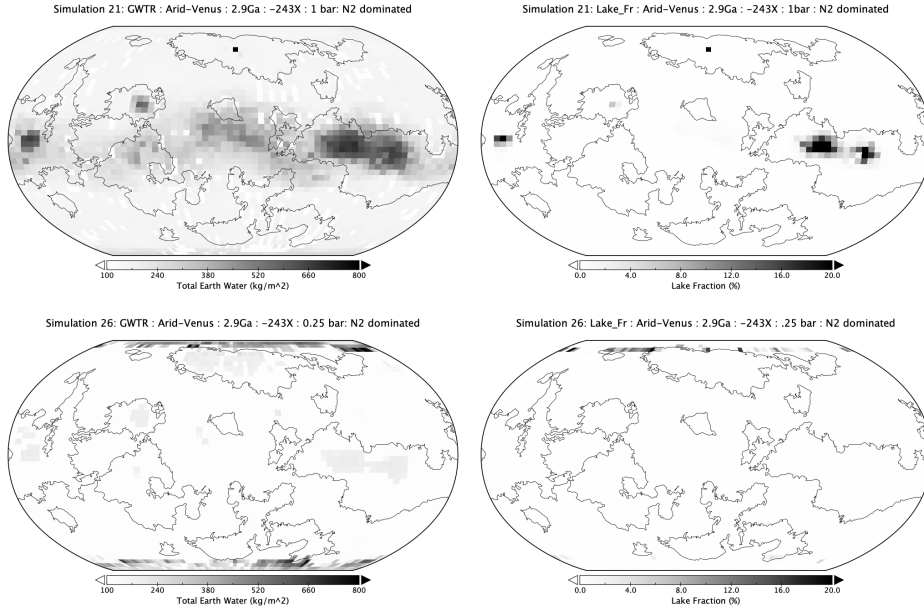 Simulation 21: GWTR : Arid-Venus : 2.9Ga : -243X : 1 bar: N2 dominated
Simulation 21: Lake_Fr : Arid-Venus : 2.9Ga : -243X : 1bar : N2 dominated
100 240 380 520 660 800
Total Earth Water (kg/m^2)
0.0 4.0 8.0 12.0 16.0 20.0
Lake Fraction (%)
Simulation 26: GWTR : Arid-Venus : 2.9Ga : -243X : 0.25 bar: N2 dominated
Simulation 26: Lake_Fr : Arid-Venus : 2.9Ga : -243X : .25 bar : N2 dominated
100 240 380 520 660 800
Total Earth Water (kg/m^2)
0.0 4.0 8.0 12.0 16.0 20.0
Lake Fraction (%)